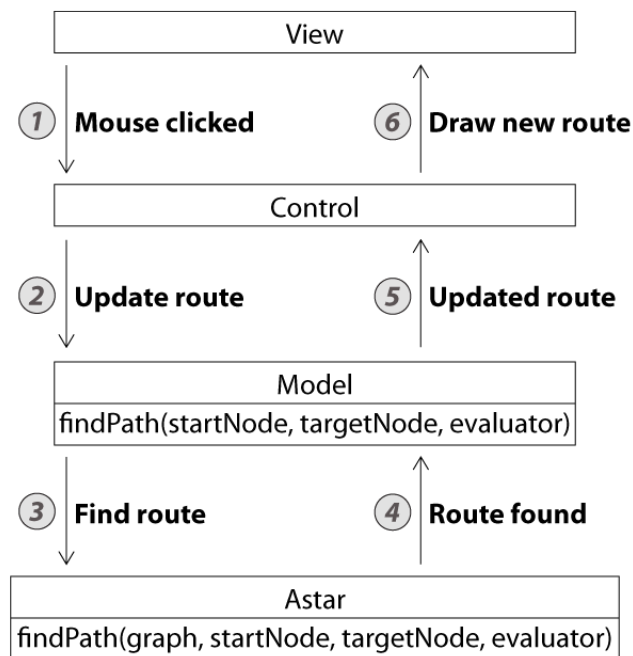 View
1 Mouse clicked
6 Draw new route
Control
2 Update route
5 Updated route
Model
findPath(startNode, targetNode, evaluator)
3 Find route
4 Route found
Astar
findPath(graph, startNode, targetNode, evaluator)